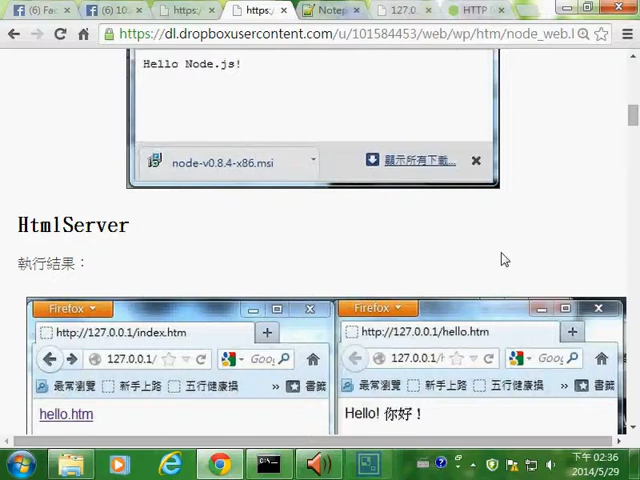 (6) Fac
(6) 10
https:/
https:/
Notep
127.0.
HTTP
https://dl.dropboxusercontent.com/u/101584453/web/wp/htm/node_web.l
Hello Node.js!
node-v0.8.4-x86.msi
顯示所有下載...
HtmlServer
執行結果：
Firefox
http://127.0.0.1/index.htm
127.0.0.1/
Goo
最常瀏覽 新手上路 五行健康操 » 書籤
hello.htm
Firefox
http://127.0.0.1/hello.htm
127.0.0.1/h
Goo
最常瀏覽 新手上路 五行健康操 » 書籤
Hello! 你好！
下午 02:36
2014/5/29